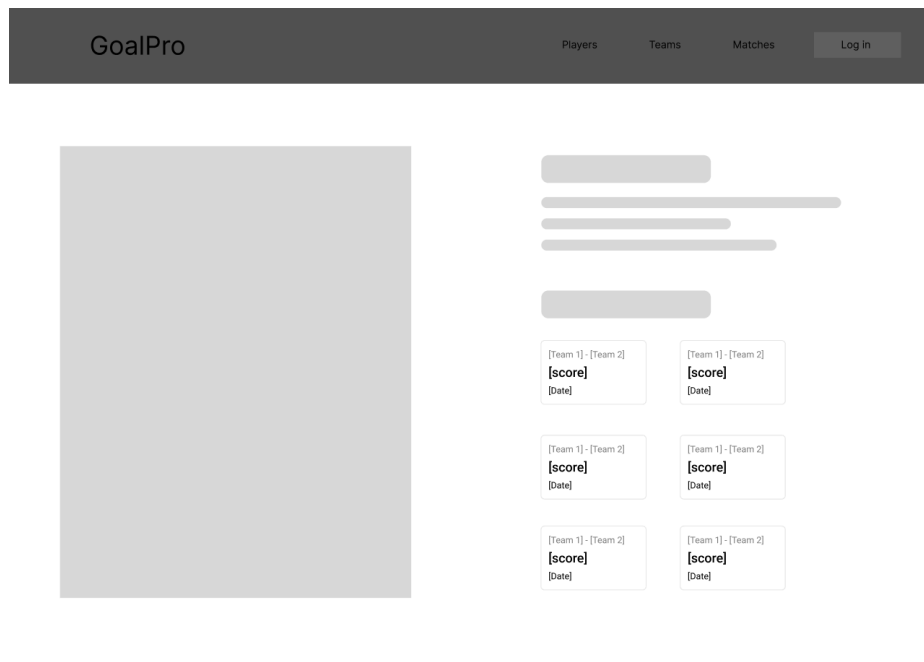 GoalPro
Players Teams Matches Log in
[Team 1] - [Team 2] [Team 1] - [Team 2]
[score] [score]
[Date] [Date]
[Team 1] - [Team 2] [Team 1] - [Team 2]
[score] [score]
[Date] [Date]
[Team 1] - [Team 2] [Team 1] - [Team 2]
[score] [score]
[Date] [Date]